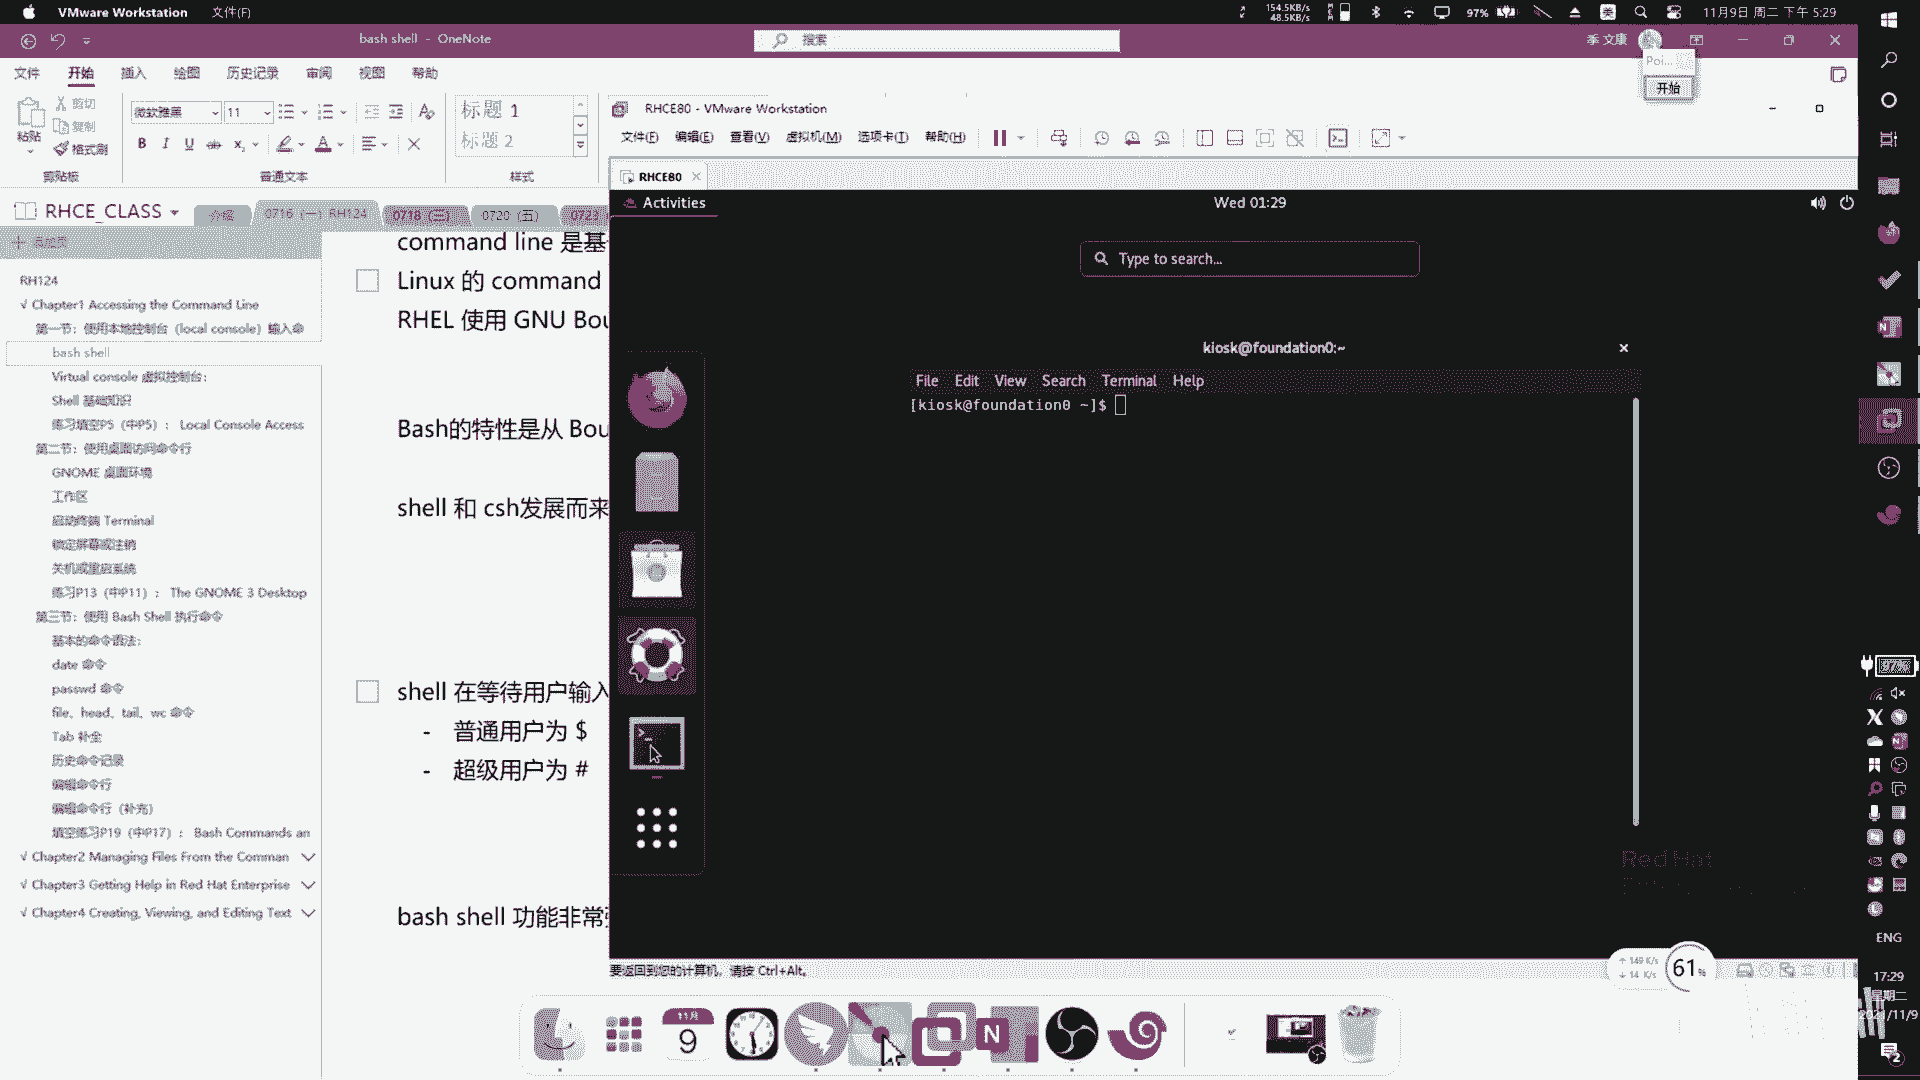 VMware Workstation 文件(F)
154.5KB/s
48.5KB/s
97%
美
11月9日 周二 下午 5:29
bash shell - OneNote
搜索
季 文康
Poi...
开始
文件 开始 插入 绘图 历史记录 审阅 视图 帮助
粘贴
剪切
复制
格式刷
剪贴板
微软雅黑 11
B I U ab x
普通文本
标题 1
标题 2
样式
RHCE80 - VMware Workstation
文件(F) 编辑(E) 查看(V) 虚拟机(M) 选项卡(T) 帮助(H)
RHCE80
RHCE_CLASS
介绍 0716 (一) RH124 0718 (二) 0720 (五) 0723
添加页
RH124
√ Chapter1 Accessing the Command Line
第一节：使用本地控制台（local console）输入命
bash shell
Virtual console 虚拟控制台：
Shell 基础知识
练习填空P5（中P5）： Local Console Access
第二节：使用桌面访问命令行
GNOME 桌面环境
工作区
启动终端 Terminal
锁定屏幕或注销
关机或重启系统
练习P13（中P11）： The GNOME 3 Desktop
第三节：使用 Bash Shell 执行命令
基本的命令语法：
date 命令
passwd 命令
file、head、tail、wc 命令
Tab 补全
历史命令记录
编辑命令行
编辑命令行（补充）
填空练习P19（中P17）： Bash Commands an
√ Chapter2 Managing Files From the Comman
√ Chapter3 Getting Help in Red Hat Enterprise
√ Chapter4 Creating, Viewing, and Editing Text
command line 是基
Linux 的 command
RHEL 使用 GNU Bou
Bash的特性是从 Bou
shell 和 csh发展而来
shell 在等待用户输入
- 普通用户为 $
- 超级用户为 #
bash shell 功能非常
Activities
Wed 01:29
Type to search...
kiosk@foundation0:~
File Edit View Search Terminal Help
[kiosk@foundation0 ~]$
Red Hat
要返回到您的计算机，请按 Ctrl+Alt。
↑ 149 K/s
↓ 14 K/s
61%
11月
9
N
97%
ENG
17:29
星期二
2021/11/9
2